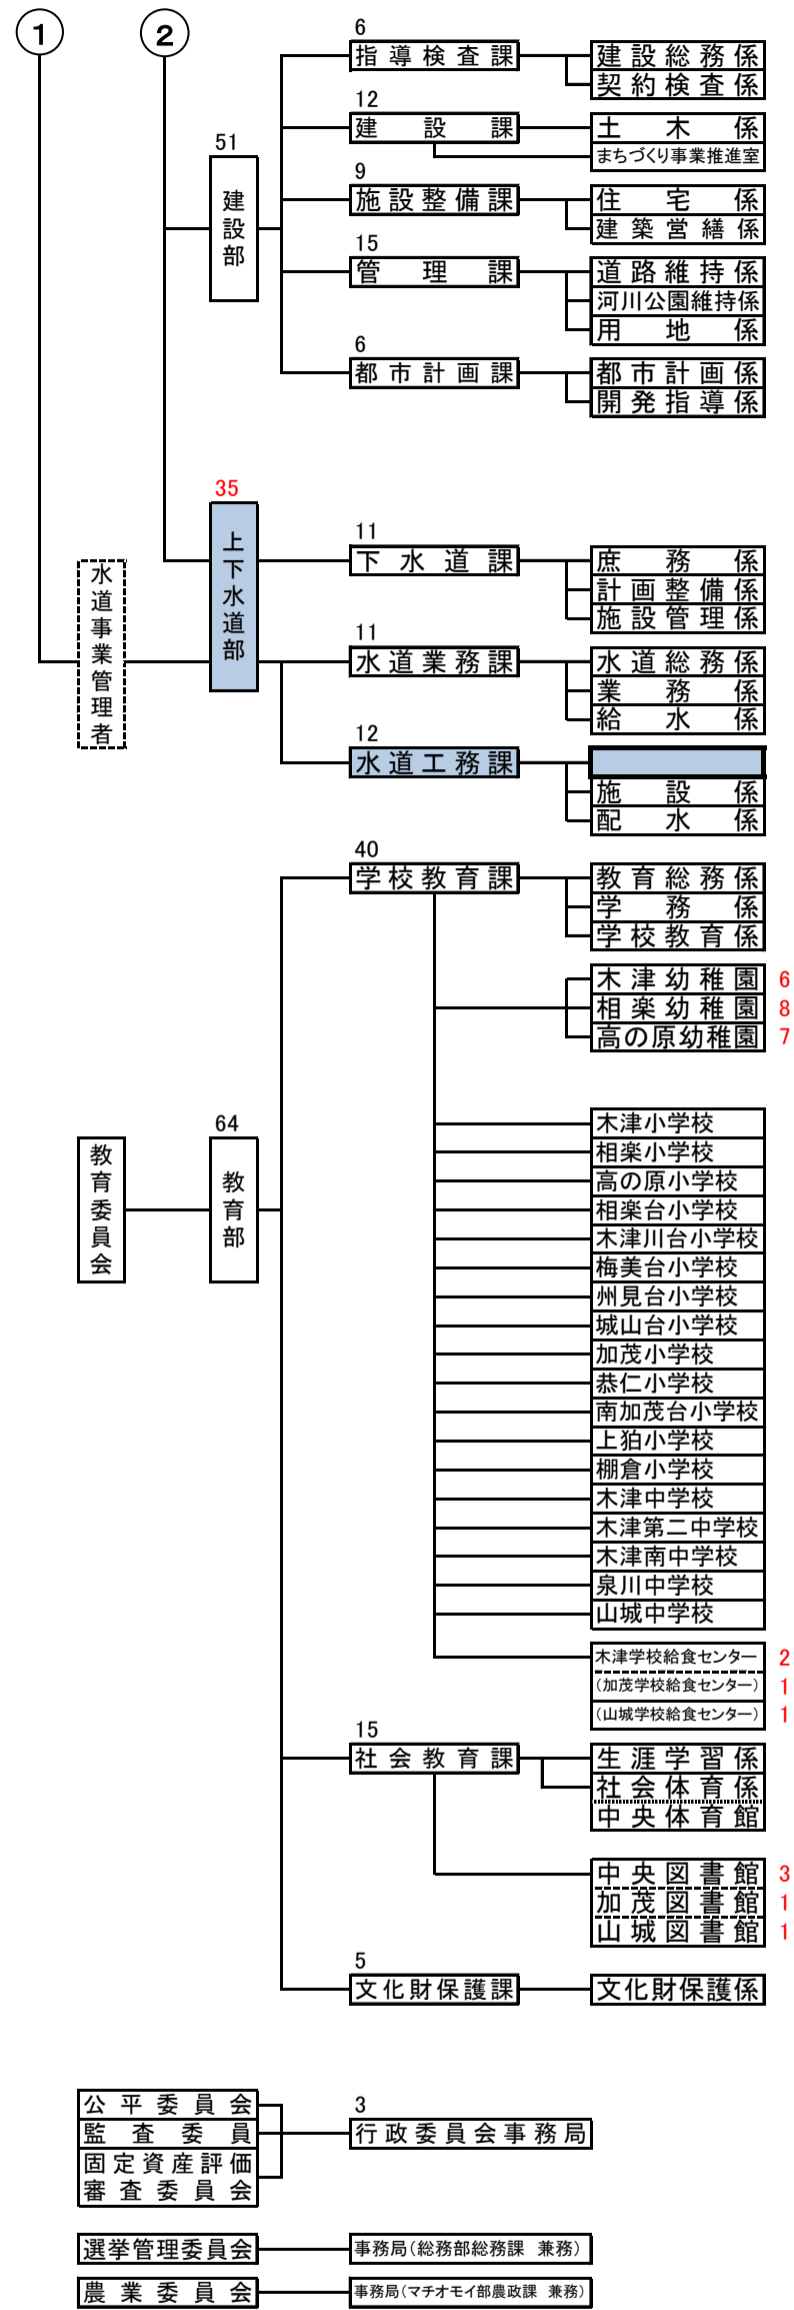 1
2
6
指導検査課
建設総務係
契約検査係
12
建設課
土木係
まちづくり事業推進室
51
建設部
9
施設整備課
住宅係
建築営繕係
15
管理課
道路維持係
河川公園維持係
用地係
6
都市計画課
都市計画係
開発指導係
35
上下水道部
水道事業管理者
11
下水道課
庶務係
計画整備係
施設管理係
11
水道業務課
水道総務係
業務係
給水係
12
水道工務課
施設係
配水係
40
学校教育課
教育総務係
学務係
学校教育係
木津幼稚園 6
相楽幼稚園 8
高の原幼稚園 7
64
教育委員会
教育部
木津小学校
相楽小学校
高の原小学校
相楽台小学校
木津川台小学校
梅美台小学校
州見台小学校
城山台小学校
加茂小学校
恭仁小学校
南加茂台小学校
上狛小学校
棚倉小学校
木津中学校
木津第二中学校
木津南中学校
泉川中学校
山城中学校
木津学校給食センター 2
(加茂学校給食センター) 1
(山城学校給食センター) 1
15
社会教育課
生涯学習係
社会体育係
中央体育館
中央図書館 3
加茂図書館 1
山城図書館 1
5
文化財保護課
文化財保護係
公平委員会
監査委員
固定資産評価
審査委員会
3
行政委員会事務局
選挙管理委員会
事務局(総務部総務課 兼務)
農業委員会
事務局(マチオモイ部農政課 兼務)